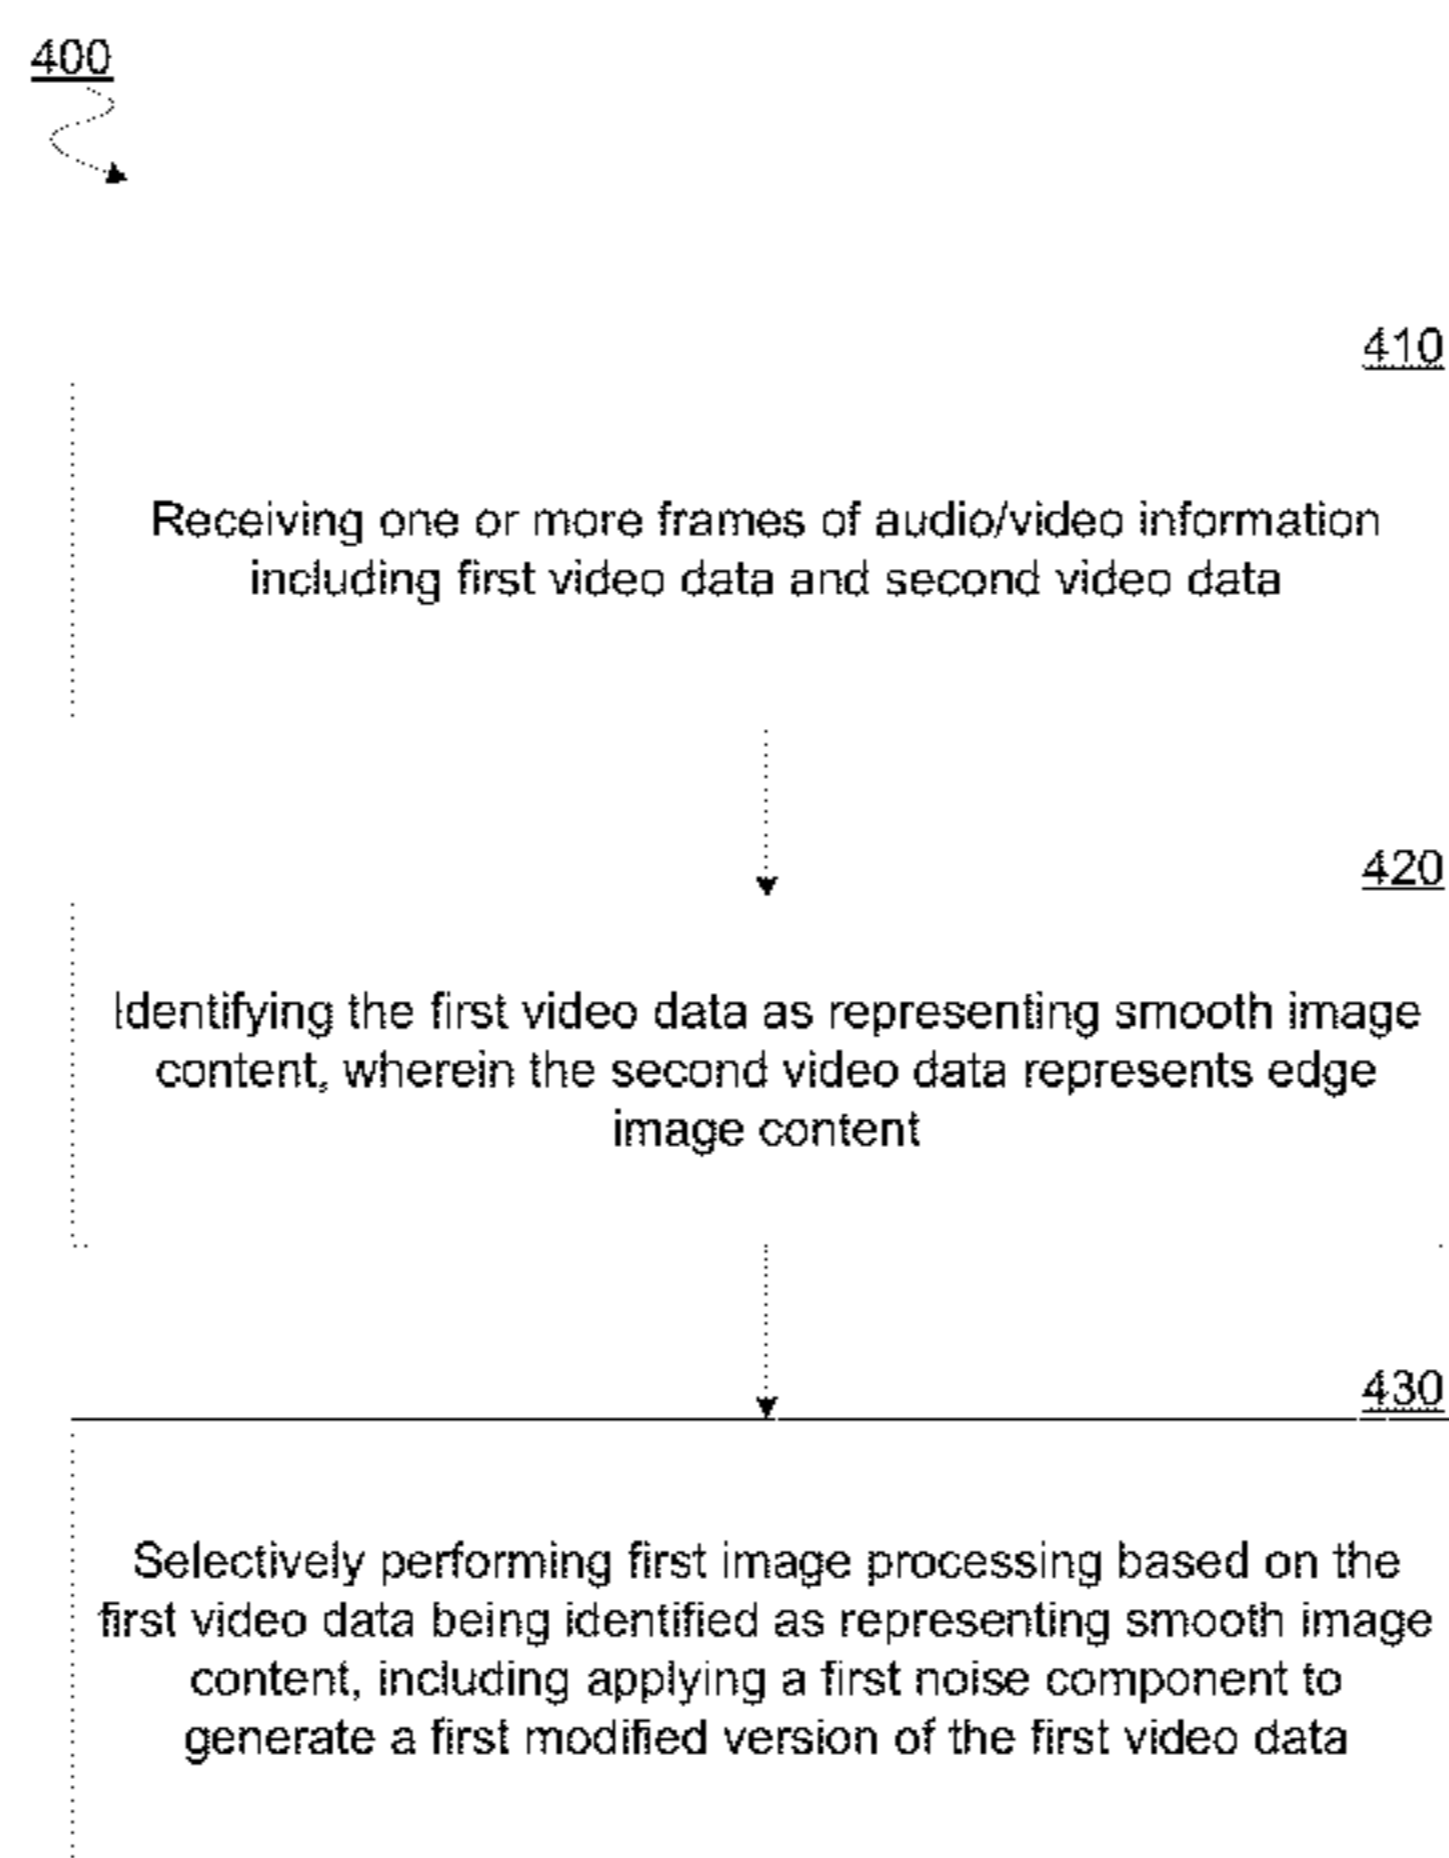 400
410
Receiving one or more frames of audio/video information
including first video data and second video data
420
Identifying the first video data as representing smooth image
content, wherein the second video data represents edge
image content
430
Selectively performing first image processing based on the
first video data being identified as representing smooth image
content, including applying a first noise component to
generate a first modified version of the first video data